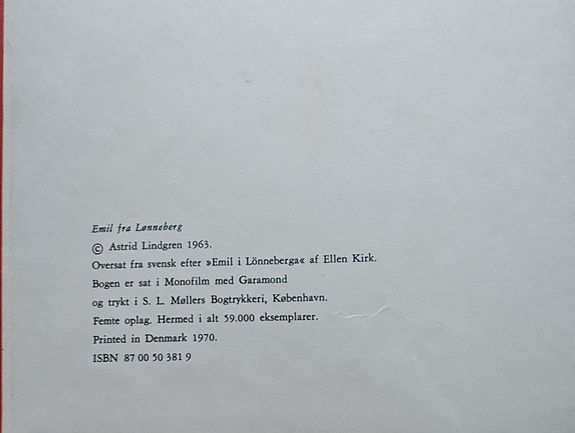 Emil fra Lønneberg
© Astrid Lindgren 1963.
Oversat fra svensk efter »Emil i Lönneberga« af Ellen Kirk.
Bogen er sat i Monofilm med Garamond
og trykt i S. L. Møllers Bogtrykkeri, København.
Femte oplag. Hermed i alt 59.000 eksemplarer.
Printed in Denmark 1970.
ISBN 87 00 50 381 9